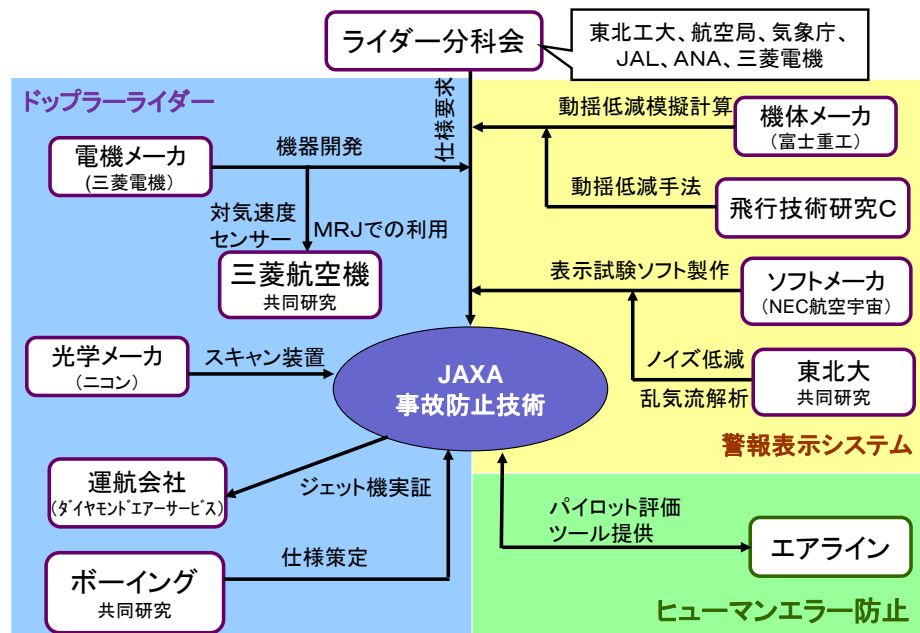 ライダー分科会
東北工大、航空局、気象庁、
JAL、ANA、三菱電機
ドップラーライダー
仕様要求
電機メーカ
(三菱電機)
機器開発
対気速度
センサー
MRJでの利用
三菱航空機
共同研究
光学メーカ
(ニコン)
スキャン装置
JAXA
事故防止技術
運航会社
(ダイヤモンドエアーサービス)
ジェット機実証
ボーイング
共同研究
仕様策定
動揺低減模擬計算
機体メーカ
(富士重工)
動揺低減手法
飛行技術研究C
表示試験ソフト製作
ソフトメーカ
(NEC航空宇宙)
ノイズ低減
乱気流解析
東北大
共同研究
警報表示システム
パイロット評価
ツール提供
エアライン
ヒューマンエラー防止